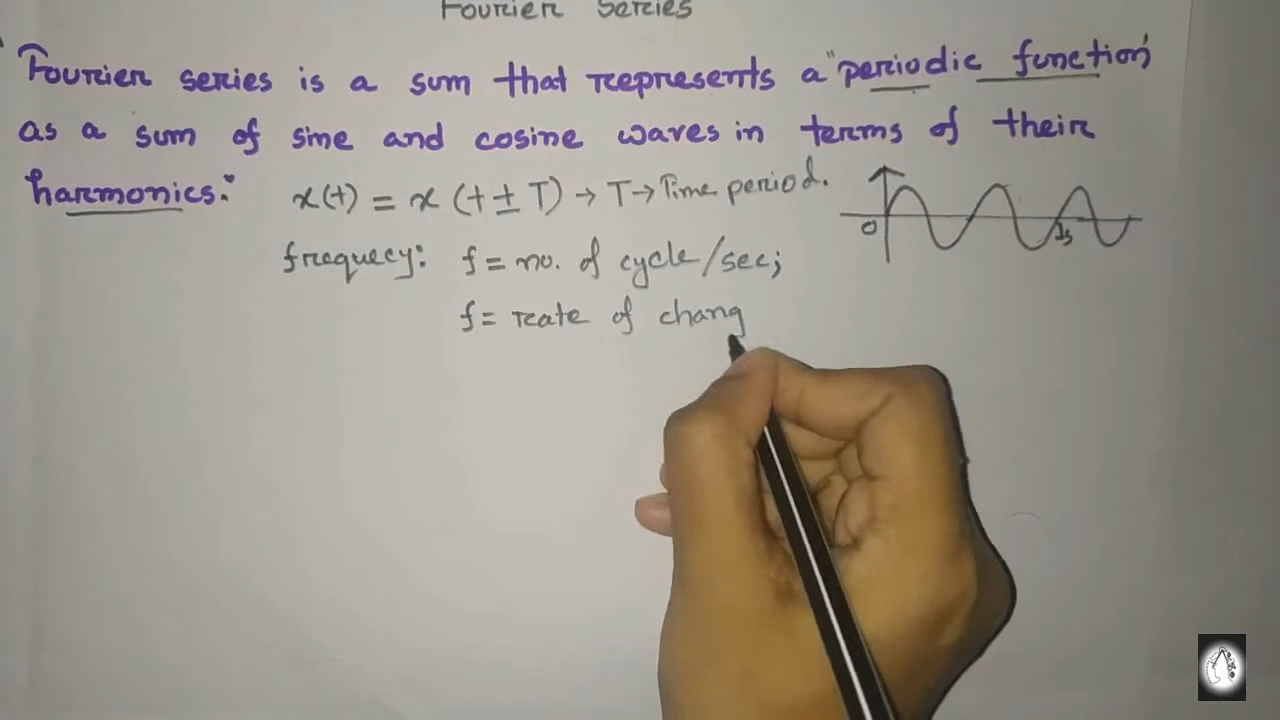 Fourier Series
Fourier series is a sum that represents a "periodic function"
as a sum of sine and cosine waves in terms of their
harmonics."
x(t) = x (t ± T) → T → Time period.
0
1s
frequecy: f = no. of cycle/sec;
f = rate of chang